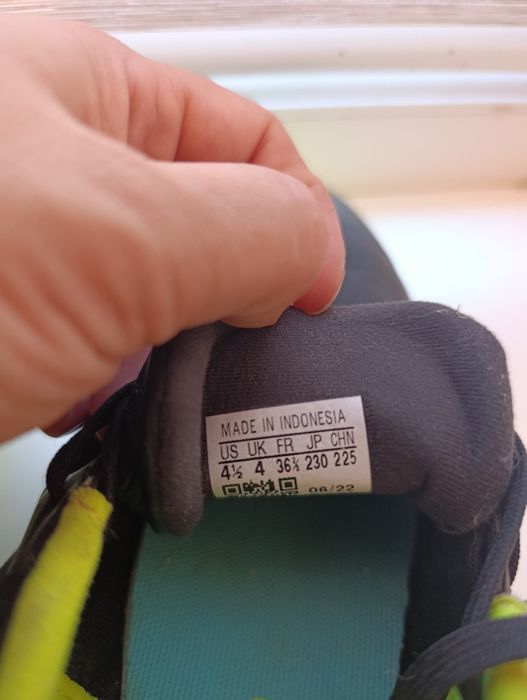 MADE IN INDONESIA
US UK FR JP CHN
4½ 4 36⅔ 230 225
06/22